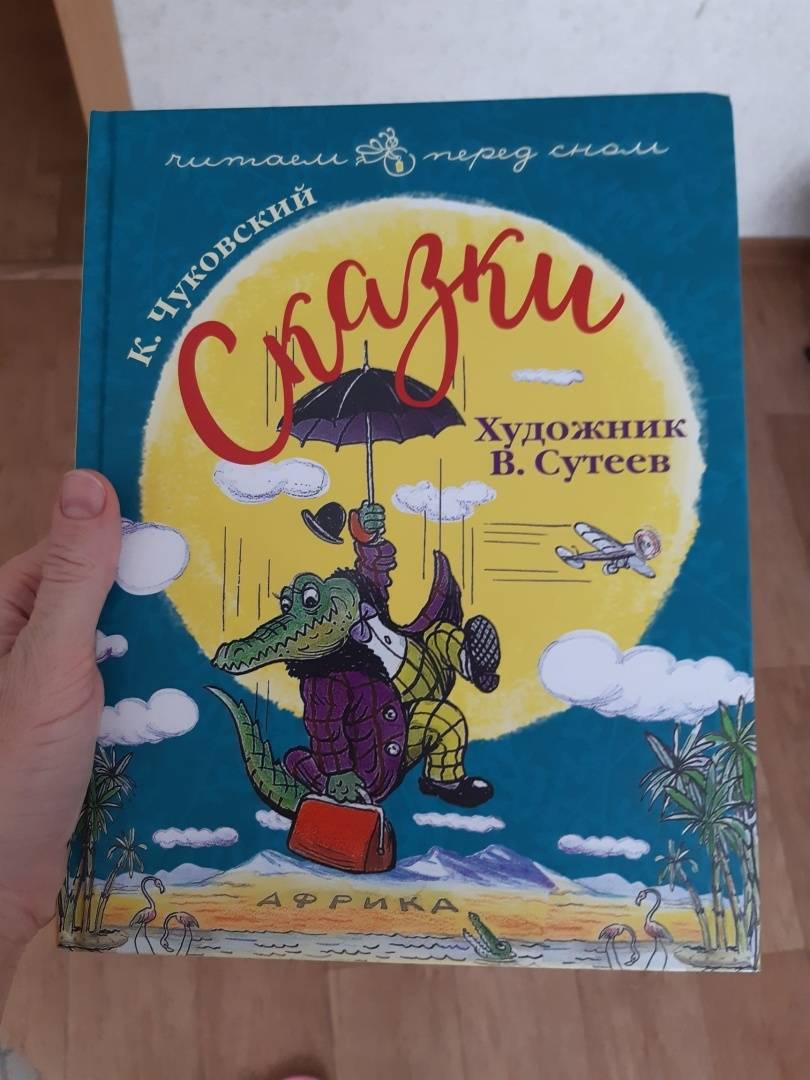 читаем перед сном
К. Чуковский
Сказки
Художник
В. Сутеев
АФРИКА